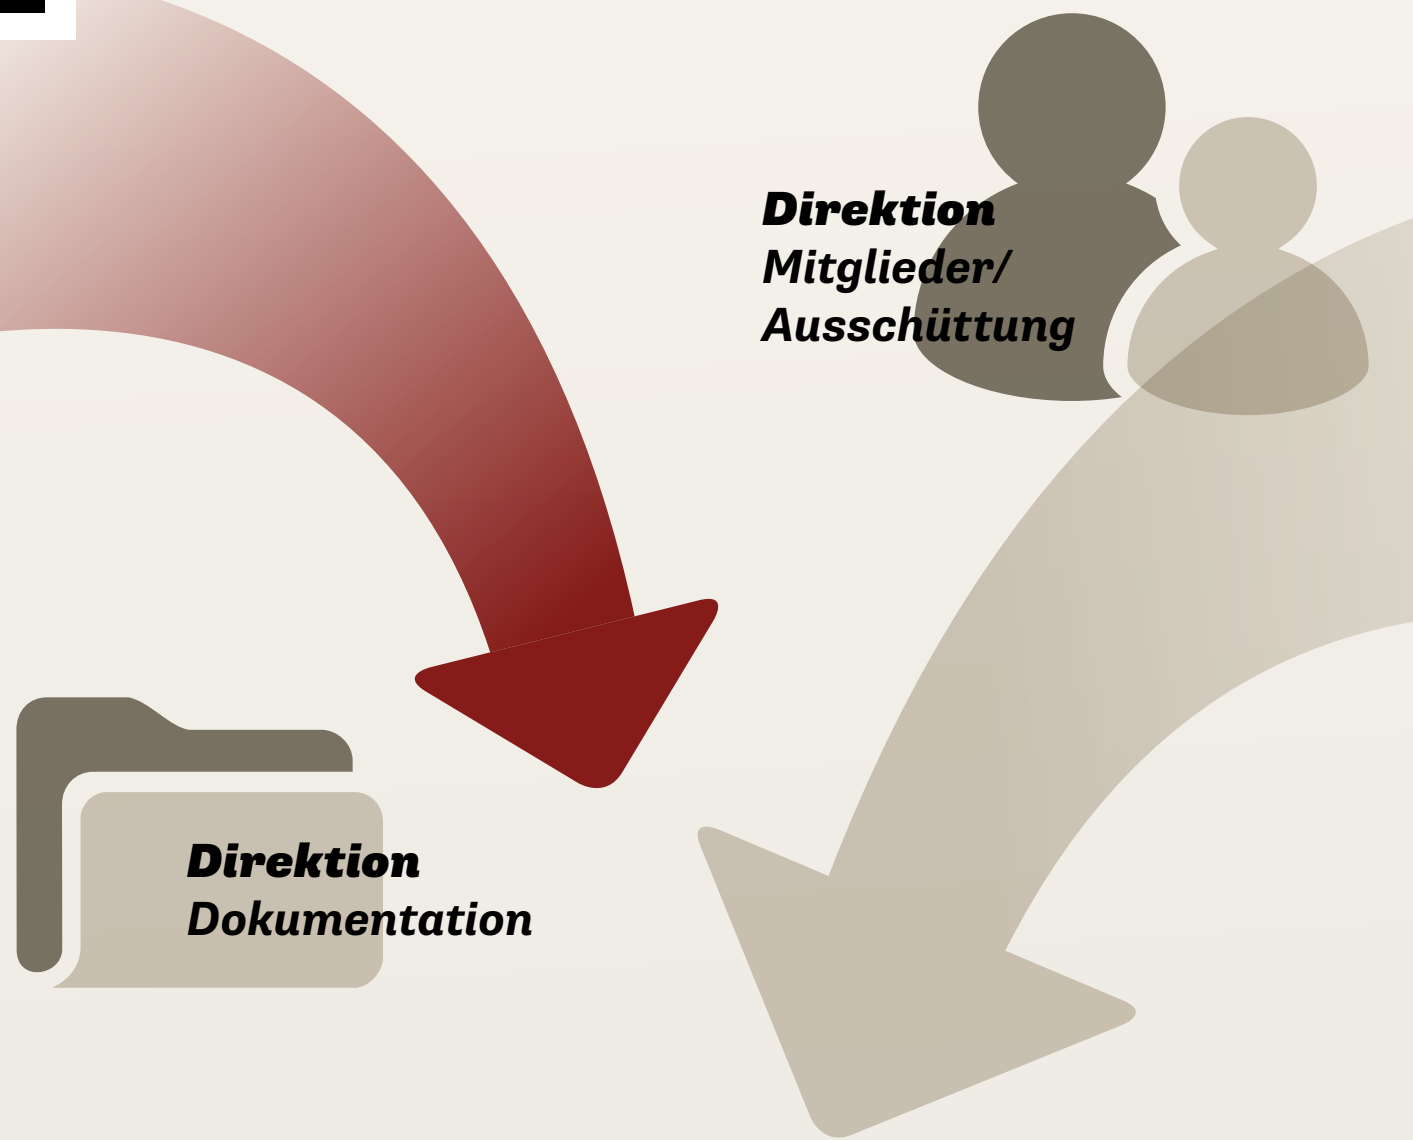 Direktion
Mitglieder/
Ausschüttung
Direktion
Dokumentation